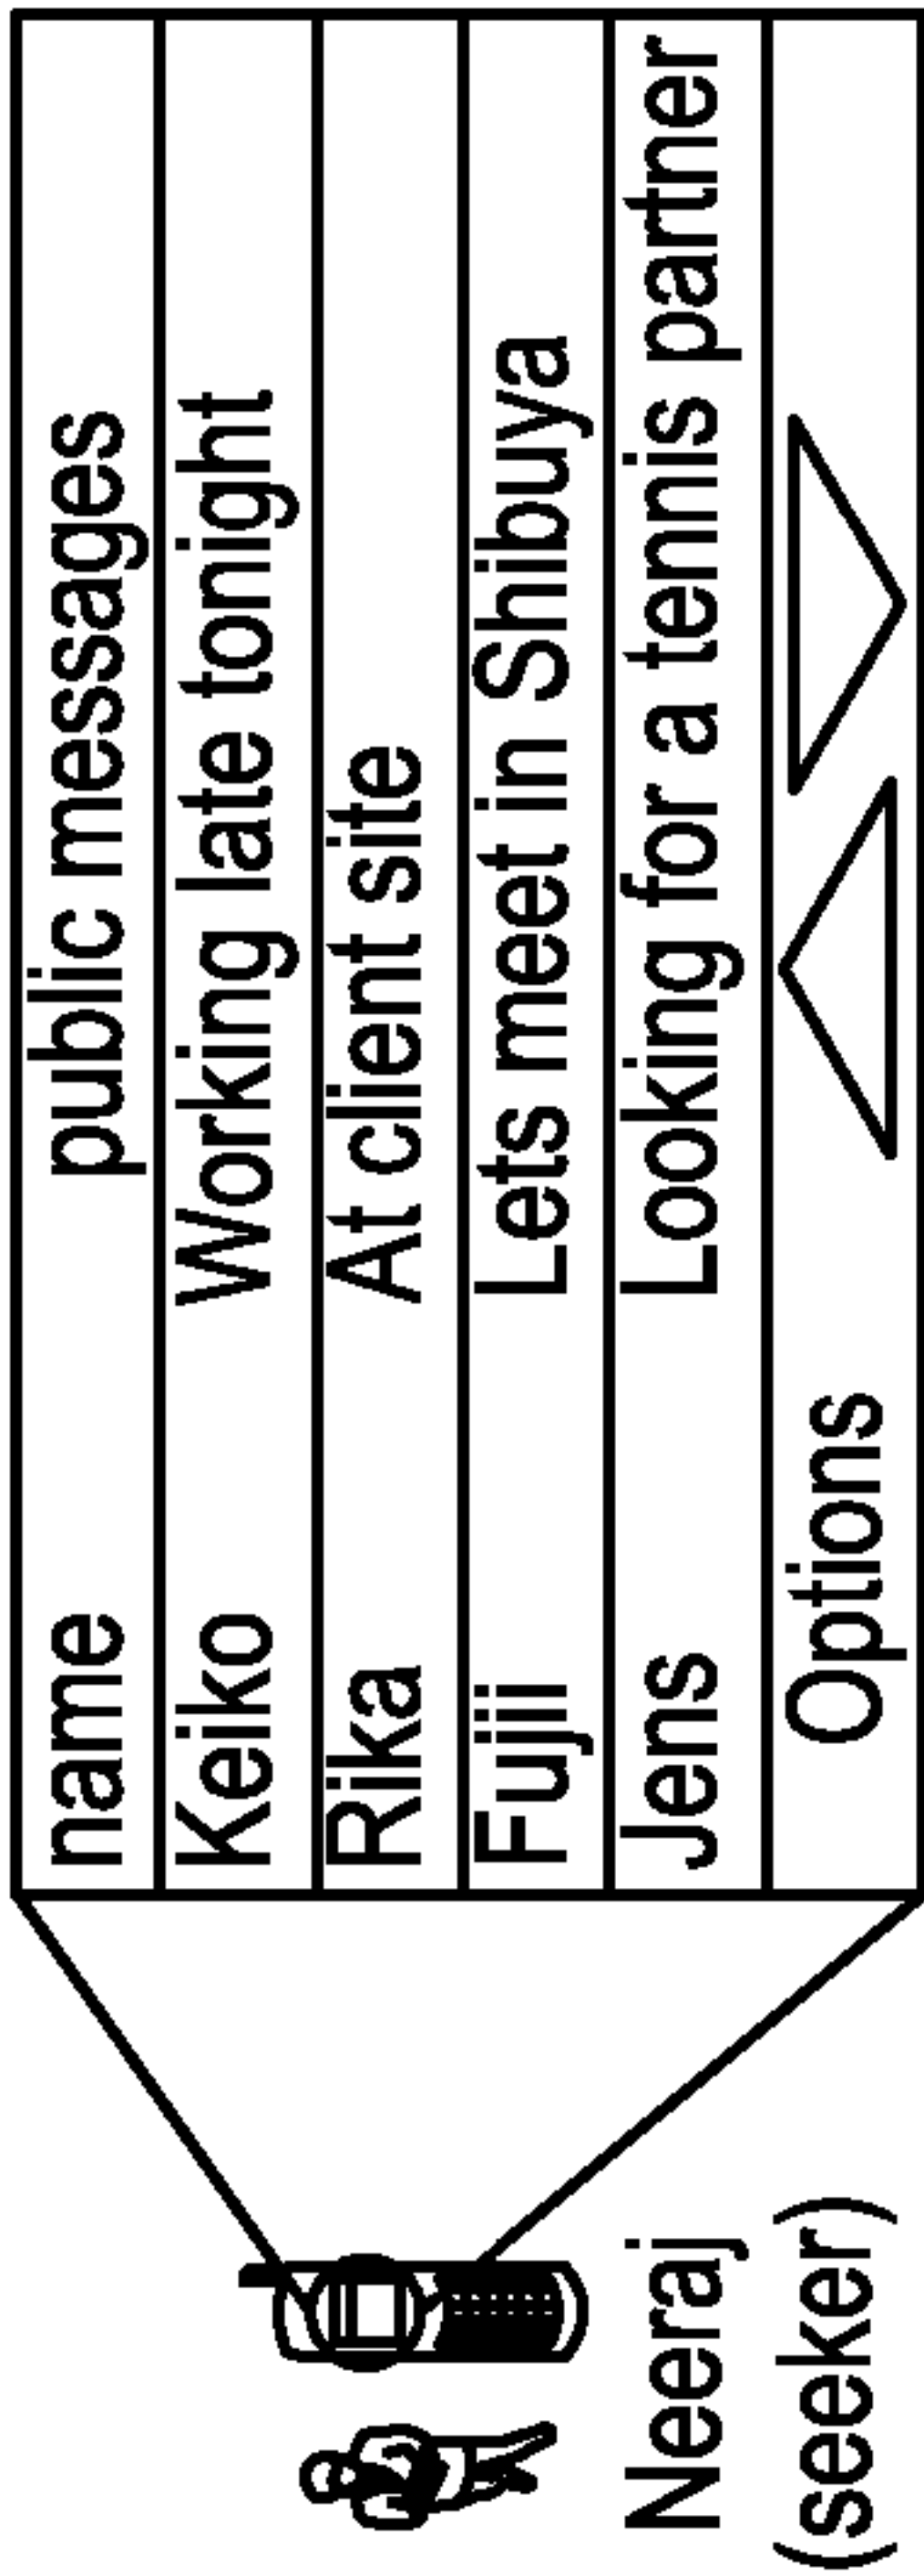 name public messages
Keiko Working late tonight
Rika At client site
Fujii Lets meet in Shibuya
Jens Looking for a tennis partner
Options
Neeraj
(seeker)